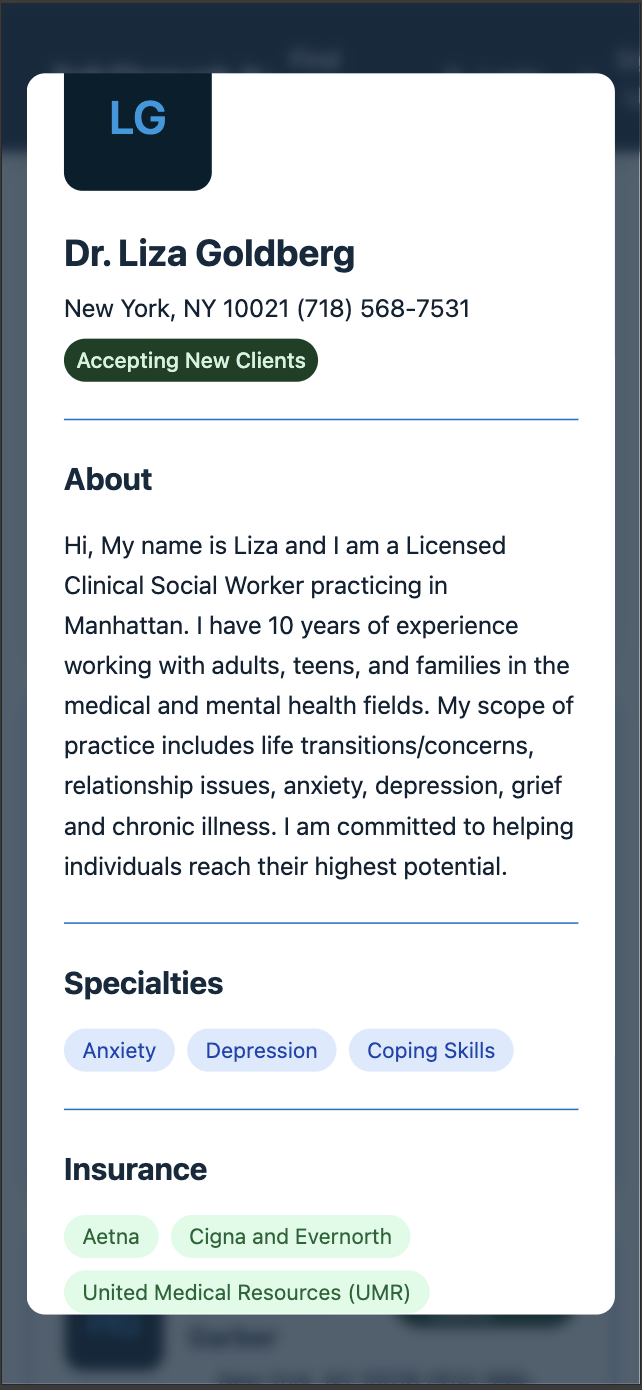 LG
Dr. Liza Goldberg
New York, NY 10021 (718) 568-7531
Accepting New Clients
About
Hi, My name is Liza and I am a Licensed
Clinical Social Worker practicing in
Manhattan. I have 10 years of experience
working with adults, teens, and families in the
medical and mental health fields. My scope of
practice includes life transitions/concerns,
relationship issues, anxiety, depression, grief
and chronic illness. I am committed to helping
individuals reach their highest potential.
Specialties
Anxiety Depression Coping Skills
Insurance
Aetna Cigna and Evernorth
United Medical Resources (UMR)